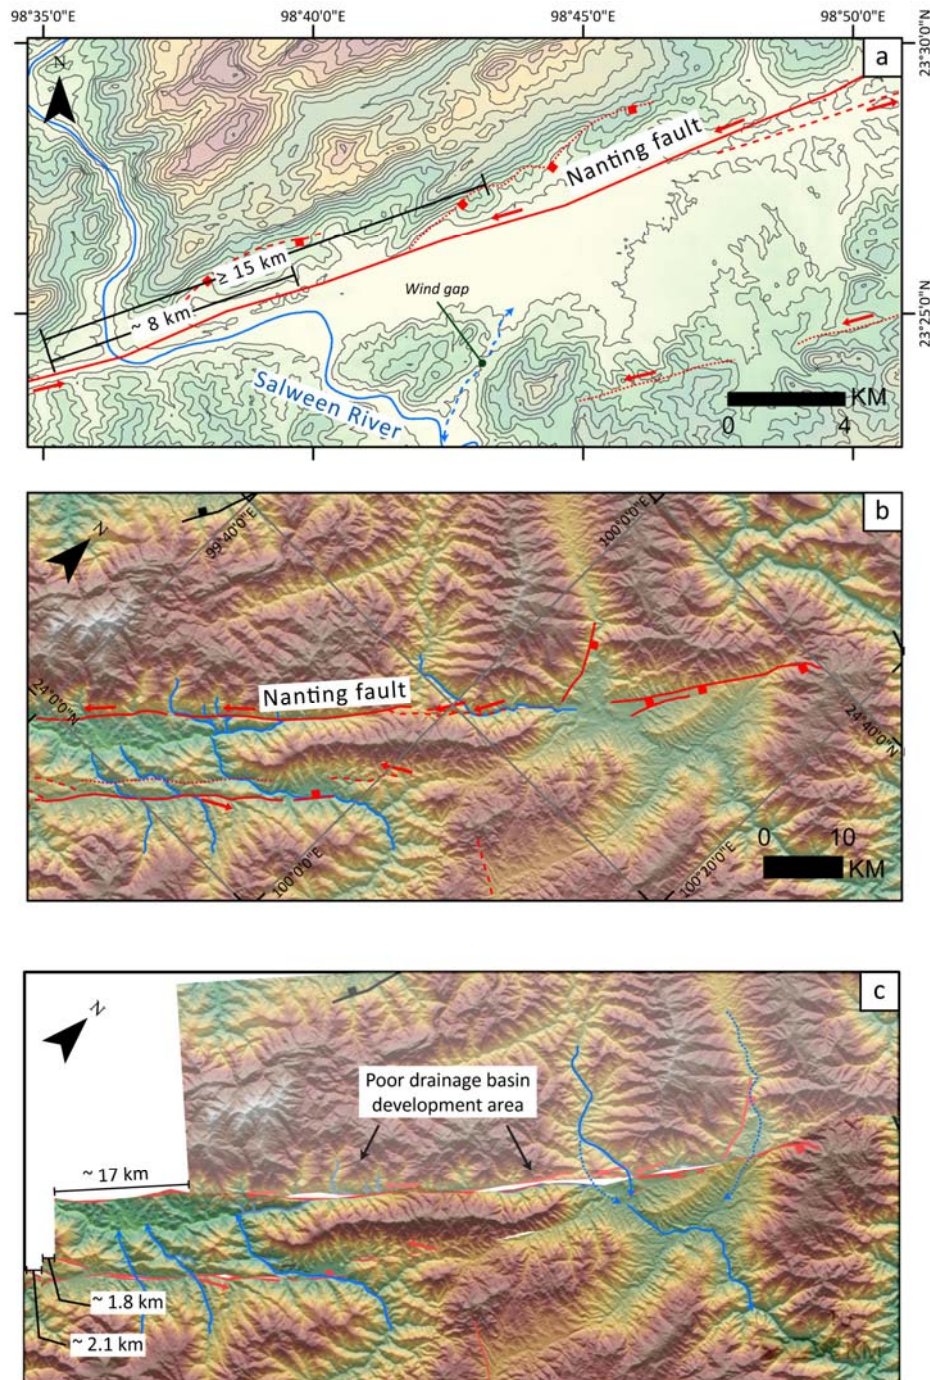 98°35'0"E
98°40'0"E
98°45'0"E
98°50'0"E
23°30'0"N
a
N
Nanting fault
≥ 15 km
~ 8 km
Wind gap
23°25'0"N
Salween River
KM
0 4
b
N
99°40'0"E
100°0'0"E
Nanting fault
24°0'0"N
24°40'0"N
0 10
KM
100°0'0"E
100°20'0"E
c
N
Poor drainage basin
development area
~ 17 km
~ 1.8 km
~ 2.1 km
KM